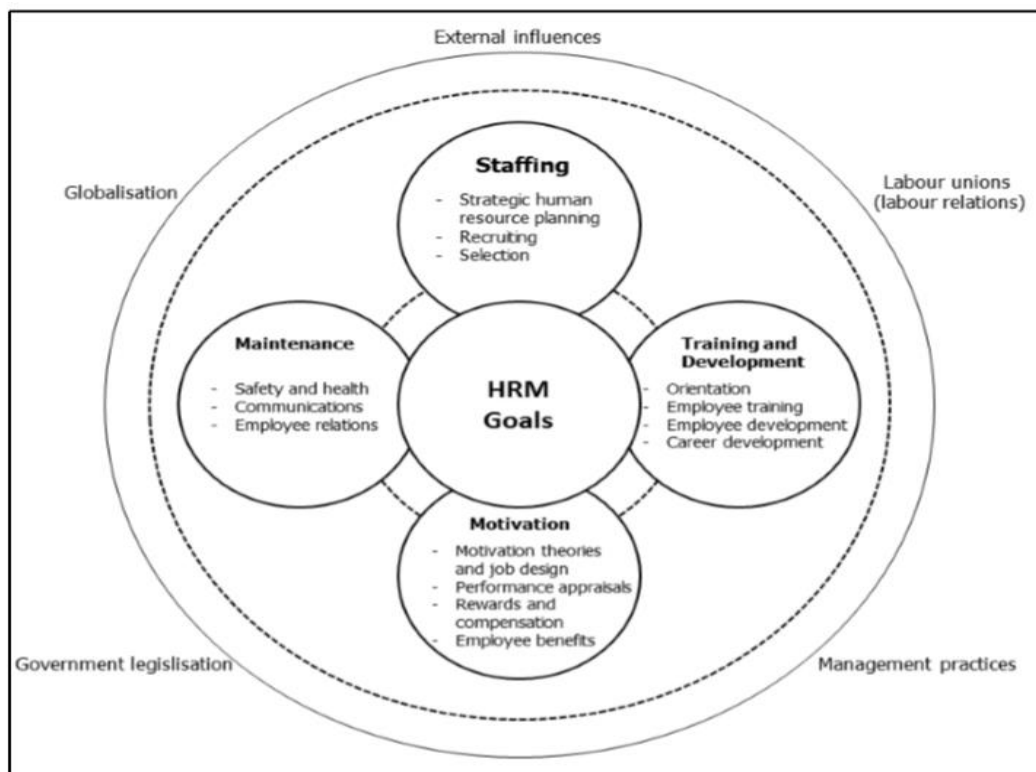 External influences
Globalisation
Labour unions
(labour relations)
Staffing
- Strategic human
resource planning
- Recruiting
- Selection
Maintenance
- Safety and health
- Communications
- Employee relations
HRM
Goals
Training and
Development
- Orientation
- Employee training
- Employee development
- Career development
Motivation
- Motivation theories
and job design
- Performance appraisals
- Rewards and
compensation
- Employee benefits
Government legislisation
Management practices